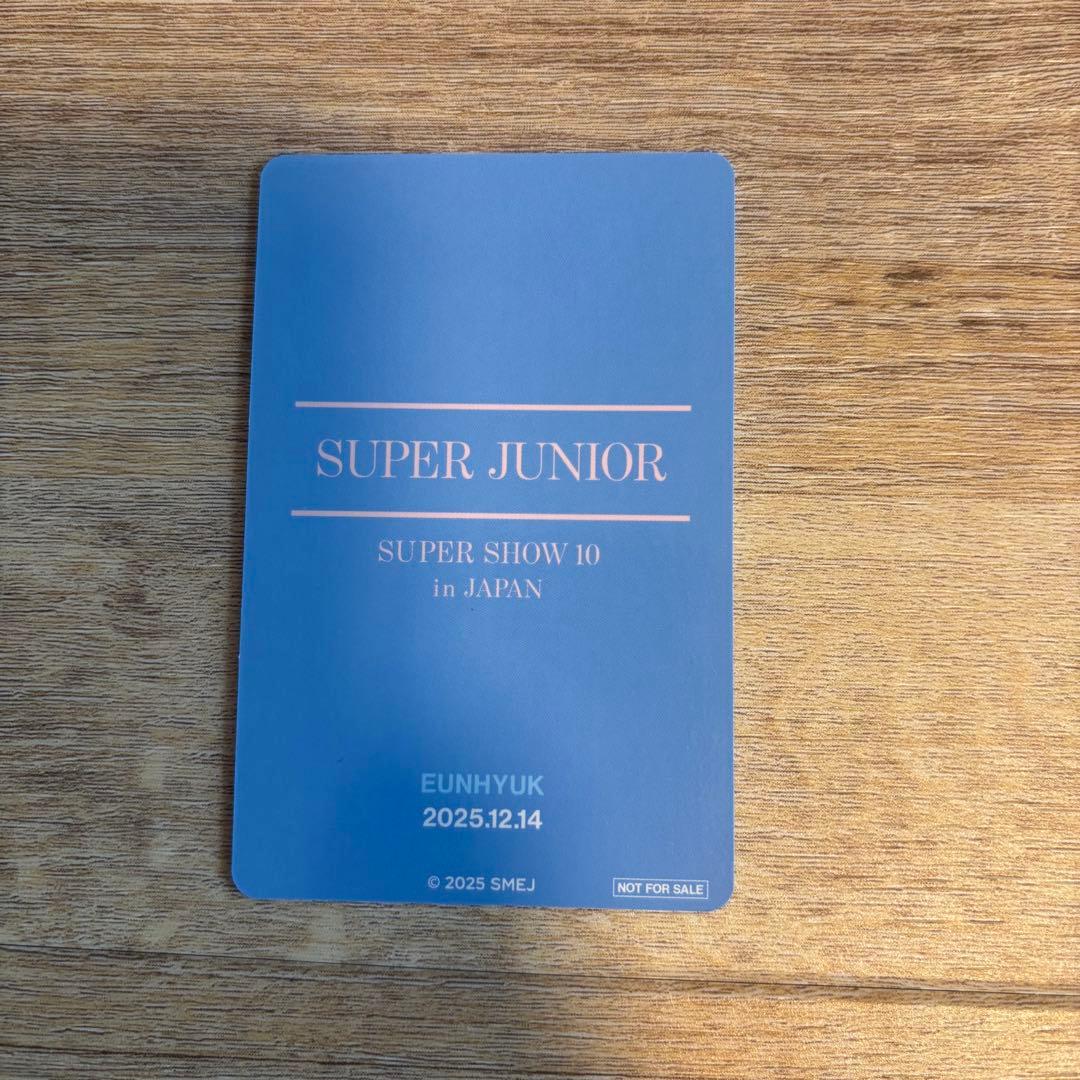 SUPER JUNIOR
SUPER SHOW 10
in JAPAN
EUNHYUK
2025.12.14
© 2025 SMEJ
NOT FOR SALE